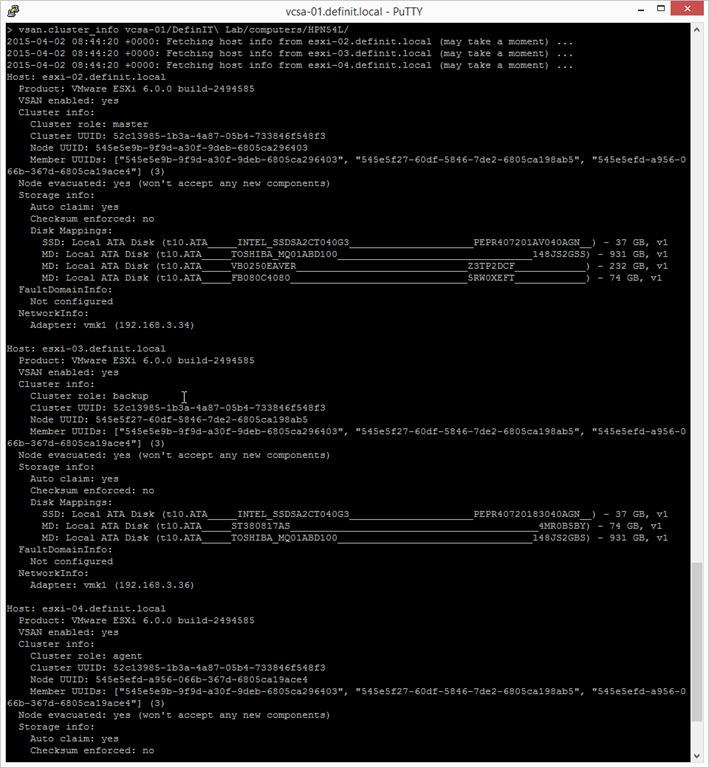 vcsa-01.definit.local - PuTTY
> vsan.cluster_info vcsa-01/DefinIT\ Lab/computers/HPN54L/
2015-04-02 08:44:20 +0000: Fetching host info from esxi-02.definit.local (may take a moment) ...
2015-04-02 08:44:20 +0000: Fetching host info from esxi-03.definit.local (may take a moment) ...
2015-04-02 08:44:20 +0000: Fetching host info from esxi-04.definit.local (may take a moment) ...
Host: esxi-02.definit.local
  Product: VMware ESXi 6.0.0 build-2494585
  VSAN enabled: yes
  Cluster info:
    Cluster role: master
    Cluster UUID: 52c13985-1b3a-4a87-05b4-733846f548f3
    Node UUID: 545e5e9b-9f9d-a30f-9deb-6805ca296403
    Member UUIDs: ["545e5e9b-9f9d-a30f-9deb-6805ca296403", "545e5f27-60df-5846-7de2-6805ca198ab5", "545e5efd-a956-0
66b-367d-6805ca19ace4"] (3)
  Node evacuated: yes (won't accept any new components)
  Storage info:
    Auto claim: yes
    Checksum enforced: no
    Disk Mappings:
      SSD: Local ATA Disk (t10.ATA_____INTEL_SSDSA2CT040G3_____________________PEPR407201AV040AGN__) - 37 GB, v1
      MD: Local ATA Disk (t10.ATA_____TOSHIBA_MQ01ABD100_________________________________148JS2GSS) - 931 GB, v1
      MD: Local ATA Disk (t10.ATA_____VB0250EAVER_____________________________Z3TP2DCF____________) - 232 GB, v1
      MD: Local ATA Disk (t10.ATA_____FB080C4080______________________________5RW0XEFT____________) - 74 GB, v1
  FaultDomainInfo:
    Not configured
  NetworkInfo:
    Adapter: vmk1 (192.168.3.34)
Host: esxi-03.definit.local
  Product: VMware ESXi 6.0.0 build-2494585
  VSAN enabled: yes
  Cluster info:
    Cluster role: backup
    Cluster UUID: 52c13985-1b3a-4a87-05b4-733846f548f3
    Node UUID: 545e5f27-60df-5846-7de2-6805ca198ab5
    Member UUIDs: ["545e5e9b-9f9d-a30f-9deb-6805ca296403", "545e5f27-60df-5846-7de2-6805ca198ab5", "545e5efd-a956-0
66b-367d-6805ca19ace4"] (3)
  Node evacuated: yes (won't accept any new components)
  Storage info:
    Auto claim: yes
    Checksum enforced: no
    Disk Mappings:
      SSD: Local ATA Disk (t10.ATA_____INTEL_SSDSA2CT040G3_____________________PEPR40720183040AGN__) - 37 GB, v1
      MD: Local ATA Disk (t10.ATA_____ST380817AS__________________________________________4MR0B5BY) - 74 GB, v1
      MD: Local ATA Disk (t10.ATA_____TOSHIBA_MQ01ABD100_________________________________148JS2GBS) - 931 GB, v1
  FaultDomainInfo:
    Not configured
  NetworkInfo:
    Adapter: vmk1 (192.168.3.36)
Host: esxi-04.definit.local
  Product: VMware ESXi 6.0.0 build-2494585
  VSAN enabled: yes
  Cluster info:
    Cluster role: agent
    Cluster UUID: 52c13985-1b3a-4a87-05b4-733846f548f3
    Node UUID: 545e5efd-a956-066b-367d-6805ca19ace4
    Member UUIDs: ["545e5e9b-9f9d-a30f-9deb-6805ca296403", "545e5f27-60df-5846-7de2-6805ca198ab5", "545e5efd-a956-0
66b-367d-6805ca19ace4"] (3)
  Node evacuated: yes (won't accept any new components)
  Storage info:
    Auto claim: yes
    Checksum enforced: no